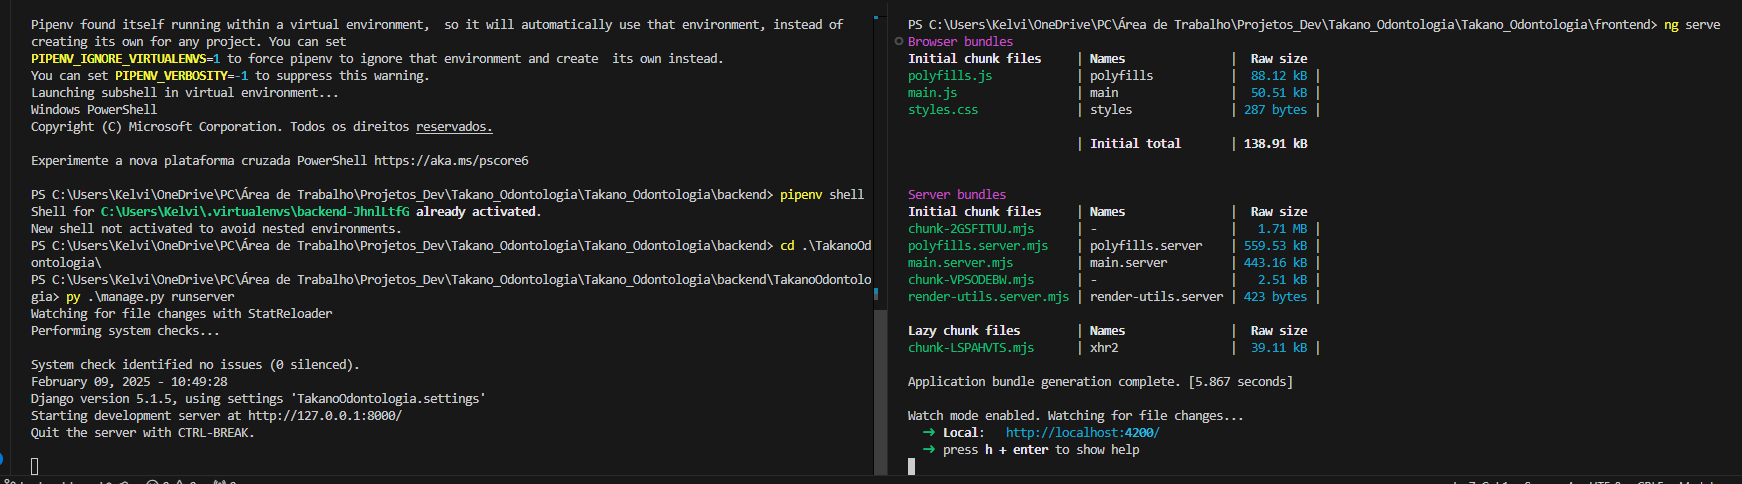 Pipenv found itself running within a virtual environment,  so it will automatically use that environment, instead of
creating its own for any project. You can set
PIPENV_IGNORE_VIRTUALENVS=1 to force pipenv to ignore that environment and create  its own instead.
You can set PIPENV_VERBOSITY=-1 to suppress this warning.
Launching subshell in virtual environment...
Windows PowerShell
Copyright (C) Microsoft Corporation. Todos os direitos reservados.
Experimente a nova plataforma cruzada PowerShell https://aka.ms/pscore6
PS C:\Users\Kelvi\OneDrive\PC\Área de Trabalho\Projetos_Dev\Takano_Odontologia\Takano_Odontologia\backend> pipenv shell
Shell for C:\Users\Kelvi\.virtualenvs\backend-JhnlLtfG already activated.
New shell not activated to avoid nested environments.
PS C:\Users\Kelvi\OneDrive\PC\Área de Trabalho\Projetos_Dev\Takano_Odontologia\Takano_Odontologia\backend> cd .\TakanoOd
ontologia\
PS C:\Users\Kelvi\OneDrive\PC\Área de Trabalho\Projetos_Dev\Takano_Odontologia\Takano_Odontologia\backend\TakanoOdontolo
gia> py .\manage.py runserver
Watching for file changes with StatReloader
Performing system checks...
System check identified no issues (0 silenced).
February 09, 2025 - 10:49:28
Django version 5.1.5, using settings 'TakanoOdontologia.settings'
Starting development server at http://127.0.0.1:8000/
Quit the server with CTRL-BREAK.
PS C:\Users\Kelvi\OneDrive\PC\Área de Trabalho\Projetos_Dev\Takano_Odontologia\Takano_Odontologia\frontend> ng serve
Browser bundles
Initial chunk files | Names | Raw size
polyfills.js | polyfills | 88.12 kB |
main.js | main | 50.51 kB |
styles.css | styles | 287 bytes |
| Initial total | 138.91 kB
Server bundles
Initial chunk files | Names | Raw size
chunk-2GSFITUU.mjs | - | 1.71 MB |
polyfills.server.mjs | polyfills.server | 559.53 kB |
main.server.mjs | main.server | 443.16 kB |
chunk-VPSODEBW.mjs | - | 2.51 kB |
render-utils.server.mjs | render-utils.server | 423 bytes |
Lazy chunk files | Names | Raw size
chunk-LSPAHVTS.mjs | xhr2 | 39.11 kB |
Application bundle generation complete. [5.867 seconds]
Watch mode enabled. Watching for file changes...
➜ Local: http://localhost:4200/
➜ press h + enter to show help